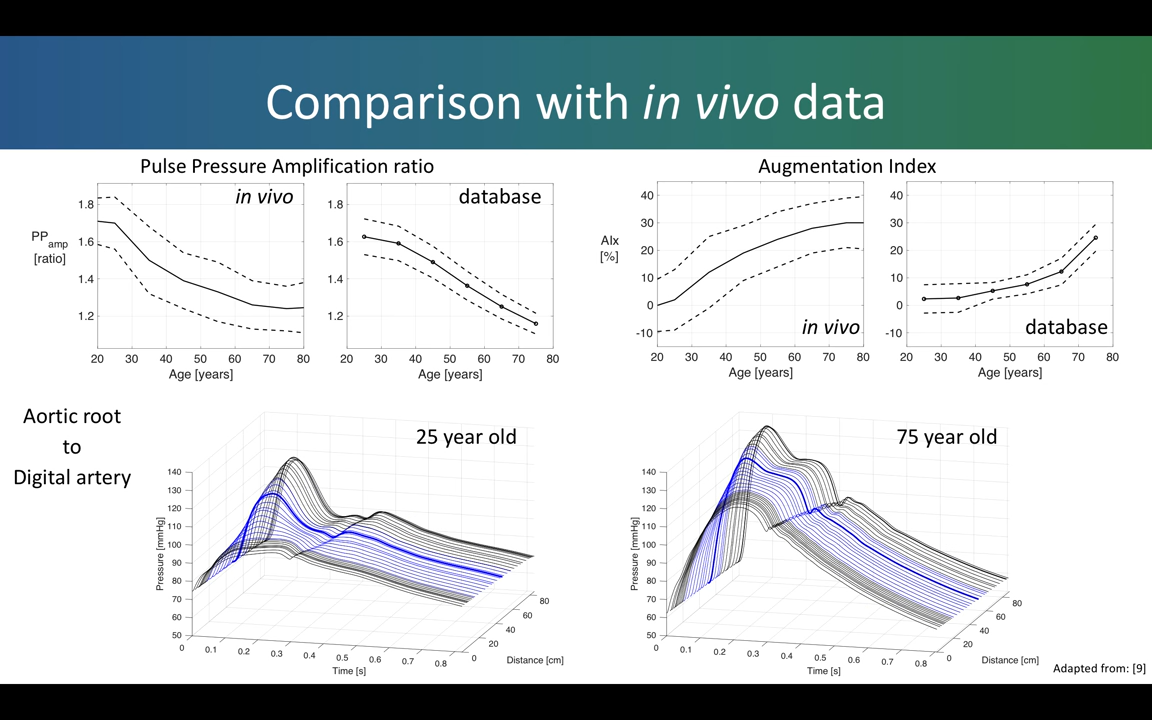 Comparison with in vivo data
Pulse Pressure Amplification ratio
Augmentation Index
in vivo
1.8
1.6
1.4
1.2
PPamp
[ratio]
20 30 40 50 60 70 80
Age [years]
database
1.8
1.6
1.4
1.2
20 30 40 50 60 70 80
Age [years]
40
30
20
10
0
-10
AIx
[%]
in vivo
20 30 40 50 60 70 80
Age [years]
40
30
20
10
0
-10
database
20 30 40 50 60 70 80
Age [years]
Aortic root
to
Digital artery
25 year old
140
130
120
110
100
90
80
70
60
50
Pressure [mmHg]
0 0.1 0.2 0.3 0.4 0.5 0.6 0.7 0.8
Time [s]
0 20 40 60 80
Distance [cm]
75 year old
140
130
120
110
100
90
80
70
60
50
Pressure [mmHg]
0 0.1 0.2 0.3 0.4 0.5 0.6 0.7 0.8
Time [s]
0 20 40 60 80
Distance [cm]
Adapted from: [9]